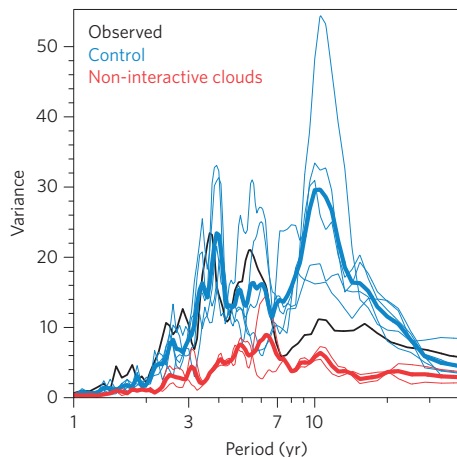 Observed
Control
Non-interactive clouds
50
40
30
20
10
0
Variance
1
3
7
10
Period (yr)